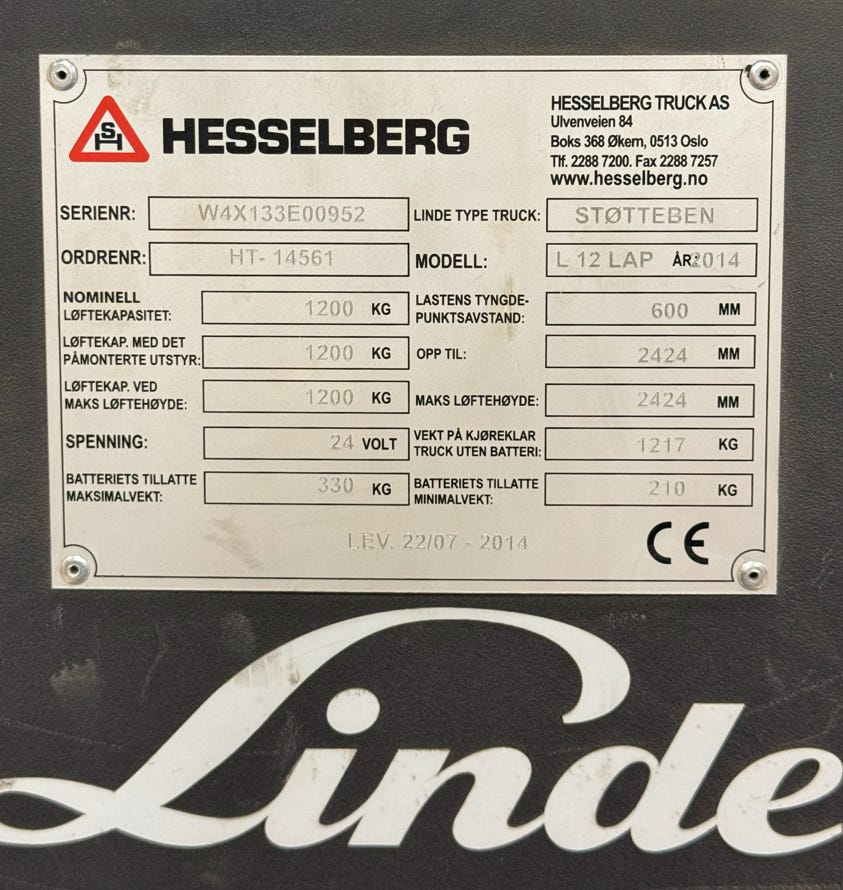 SH HESSELBERG
HESSELBERG TRUCK AS
Ulvenveien 84
Boks 368 Økern, 0513 Oslo
Tlf. 2288 7200. Fax 2288 7257
www.hesselberg.no
SERIENR: W4X133E00952 LINDE TYPE TRUCK: STØTTEBEN
ORDRENR: HT- 14561 MODELL: L 12 LAP ÅR: 2014
NOMINELL
LØFTEKAPASITET: 1200 KG
LASTENS TYNGDE-
PUNKTSAVSTAND: 600 MM
LØFTEKAP. MED DET
PÅMONTERTE UTSTYR: 1200 KG
OPP TIL: 2424 MM
LØFTEKAP. VED
MAKS LØFTEHØYDE: 1200 KG
MAKS LØFTEHØYDE: 2424 MM
SPENNING: 24 VOLT
VEKT PÅ KJØREKLAR
TRUCK UTEN BATTERI: 1217 KG
BATTERIETS TILLATTE
MAKSIMALVEKT: 330 KG
BATTERIETS TILLATTE
MINIMALVEKT: 210 KG
LEV. 22/07 - 2014 CE
Linde